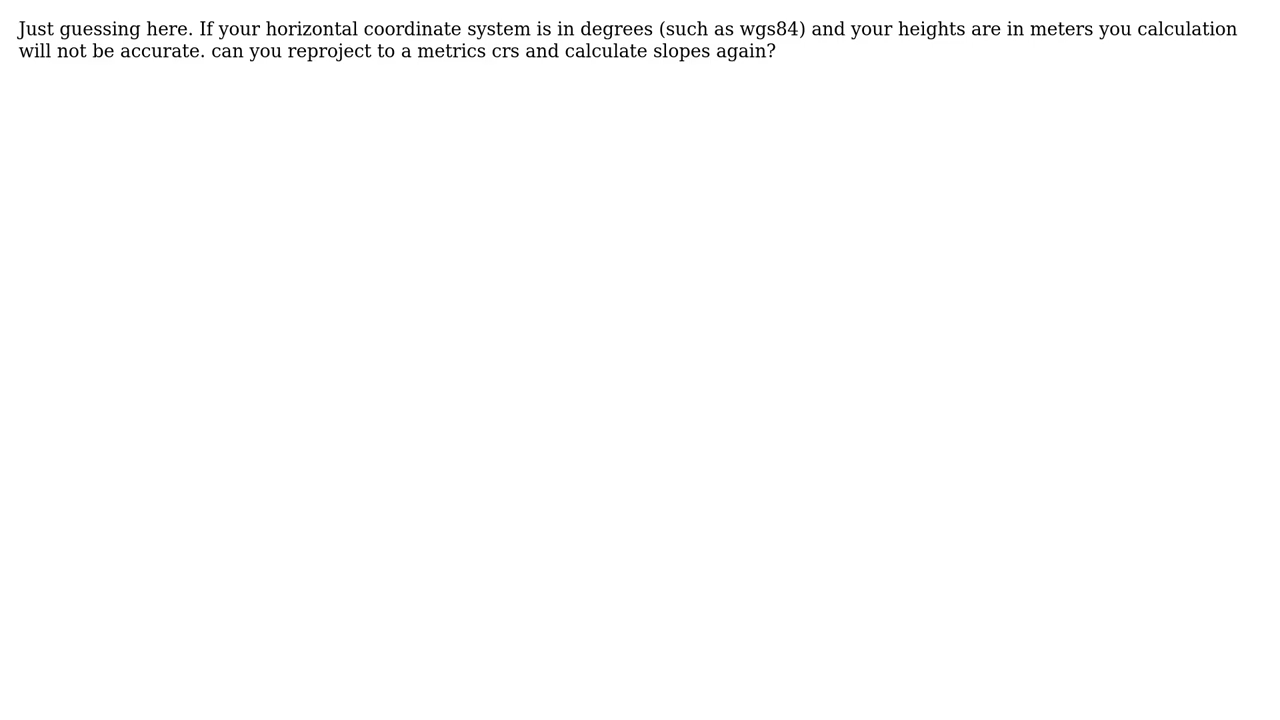 Just guessing here. If your horizontal coordinate system is in degrees (such as wgs84) and your heights are in meters you calculation
will not be accurate. can you reproject to a metrics crs and calculate slopes again?